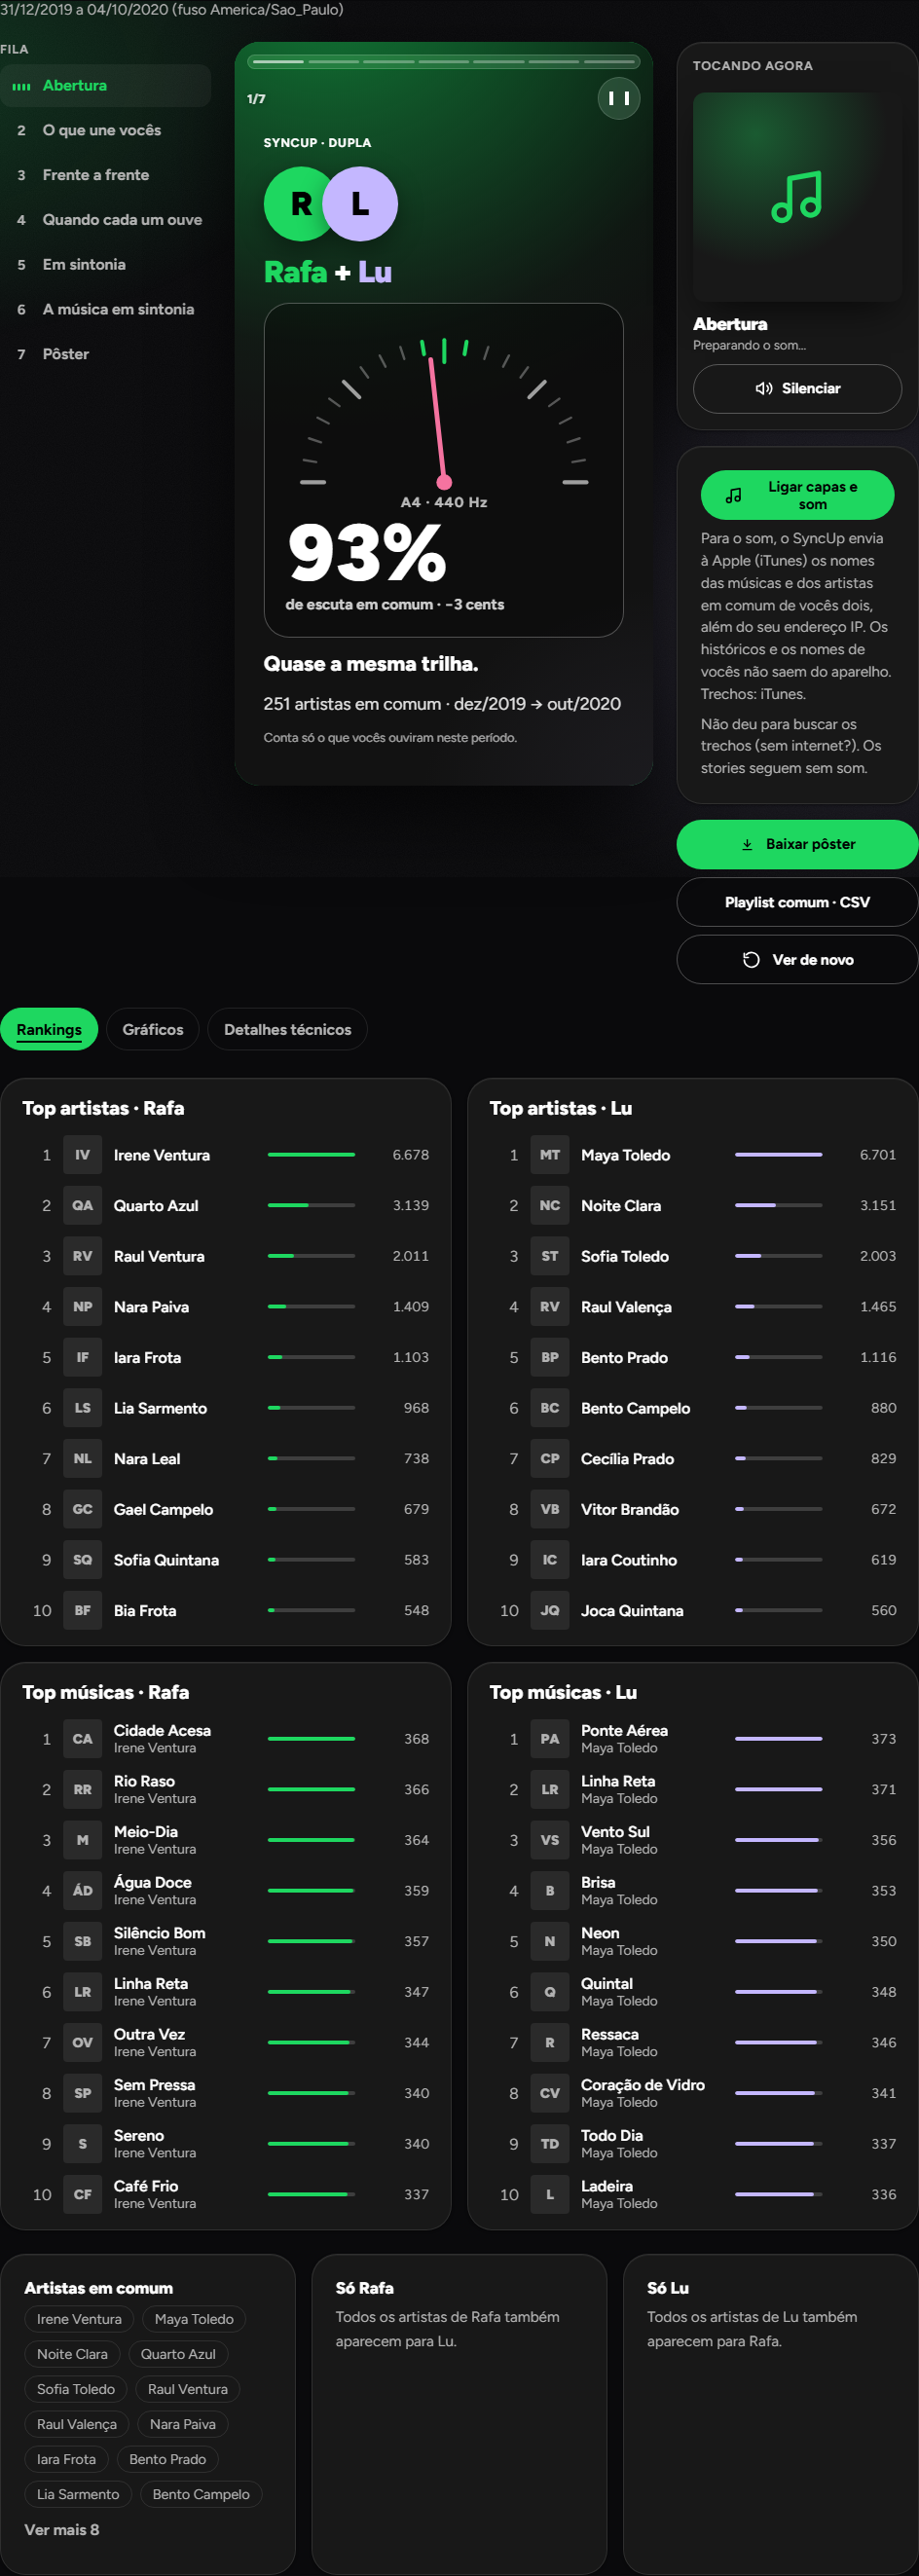 31/12/2019 a 04/10/2020 (fuso America/Sao_Paulo)
FILA
Abertura
2 O que une vocês
3 Frente a frente
4 Quando cada um ouve
5 Em sintonia
6 A música em sintonia
7 Pôster
1/7
SYNCUP · DUPLA
R L
Rafa + Lu
A4 · 440 Hz
93%
de escuta em comum · −3 cents
Quase a mesma trilha.
251 artistas em comum · dez/2019 → out/2020
Conta só o que vocês ouviram neste período.
TOCANDO AGORA
Abertura
Preparando o som...
Silenciar
Ligar capas e
som
Para o som, o SyncUp envia
à Apple (iTunes) os nomes
das músicas e dos artistas
em comum de vocês dois,
além do seu endereço IP. Os
históricos e os nomes de
vocês não saem do aparelho.
Trechos: iTunes.
Não deu para buscar os
trechos (sem internet?). Os
stories seguem sem som.
Baixar pôster
Playlist comum · CSV
Ver de novo
Rankings
Gráficos
Detalhes técnicos
Top artistas · Rafa
1 IV Irene Ventura 6.678
2 QA Quarto Azul 3.139
3 RV Raul Ventura 2.011
4 NP Nara Paiva 1.409
5 IF Iara Frota 1.103
6 LS Lia Sarmento 968
7 NL Nara Leal 738
8 GC Gael Campelo 679
9 SQ Sofia Quintana 583
10 BF Bia Frota 548
Top artistas · Lu
1 MT Maya Toledo 6.701
2 NC Noite Clara 3.151
3 ST Sofia Toledo 2.003
4 RV Raul Valença 1.465
5 BP Bento Prado 1.116
6 BC Bento Campelo 880
7 CP Cecília Prado 829
8 VB Vitor Brandão 672
9 IC Iara Coutinho 619
10 JQ Joca Quintana 560
Top músicas · Rafa
1 CA Cidade Acesa 368
Irene Ventura
2 RR Rio Raso 366
Irene Ventura
3 M Meio-Dia 364
Irene Ventura
4 ÁD Água Doce 359
Irene Ventura
5 SB Silêncio Bom 357
Irene Ventura
6 LR Linha Reta 347
Irene Ventura
7 OV Outra Vez 344
Irene Ventura
8 SP Sem Pressa 340
Irene Ventura
9 S Sereno 340
Irene Ventura
10 CF Café Frio 337
Irene Ventura
Top músicas · Lu
1 PA Ponte Aérea 373
Maya Toledo
2 LR Linha Reta 371
Maya Toledo
3 VS Vento Sul 356
Maya Toledo
4 B Brisa 353
Maya Toledo
5 N Neon 350
Maya Toledo
6 Q Quintal 348
Maya Toledo
7 R Ressaca 346
Maya Toledo
8 CV Coração de Vidro 341
Maya Toledo
9 TD Todo Dia 337
Maya Toledo
10 L Ladeira 336
Maya Toledo
Artistas em comum
Irene Ventura Maya Toledo
Noite Clara Quarto Azul
Sofia Toledo Raul Ventura
Raul Valença Nara Paiva
Iara Frota Bento Prado
Lia Sarmento Bento Campelo
Ver mais 8
Só Rafa
Todos os artistas de Rafa também
aparecem para Lu.
Só Lu
Todos os artistas de Lu também
aparecem para Rafa.